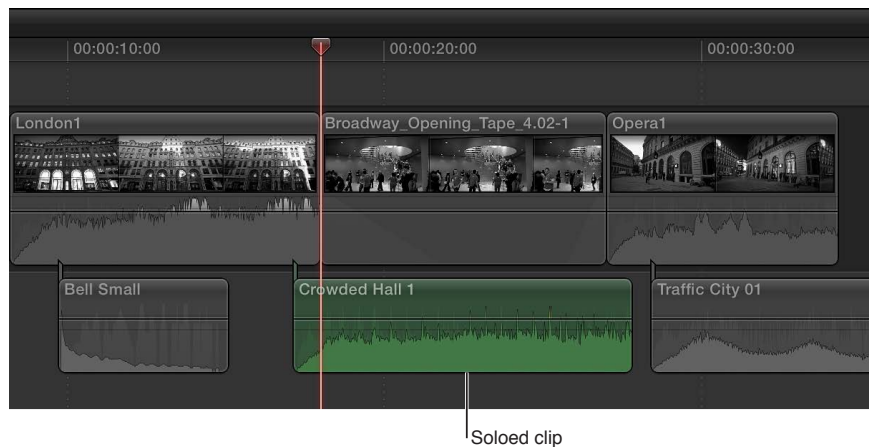 00:00:10:00 00:00:20:00 00:00:30:00
London1 Broadway_Opening_Tape_4.02-1 Opera1
Bell Small Crowded Hall 1 Traffic City 01
Soloed clip